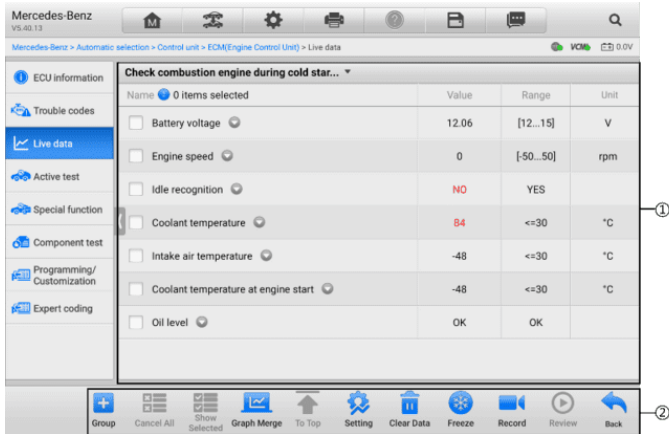 Mercedes-Benz
V5.40.13
Mercedes-Benz > Automatic selection > Control unit > ECM(Engine Control Unit) > Live data
VCMI
0.0V
ECU information
Trouble codes
Live data
Active test
Special function
Component test
Programming/
Customization
Expert coding
Check combustion engine during cold star...
Name 0 items selected Value Range Unit
Battery voltage 12.06 [12...15] V
Engine speed 0 [-50...50] rpm
Idle recognition NO YES
Coolant temperature 84 <=30 °C
Intake air temperature -48 <=30 °C
Coolant temperature at engine start -48 <=30 °C
Oil level OK OK
①
Group
Cancel All
Show
Selected
Graph Merge
To Top
Setting
Clear Data
Freeze
Record
Review
Back
②